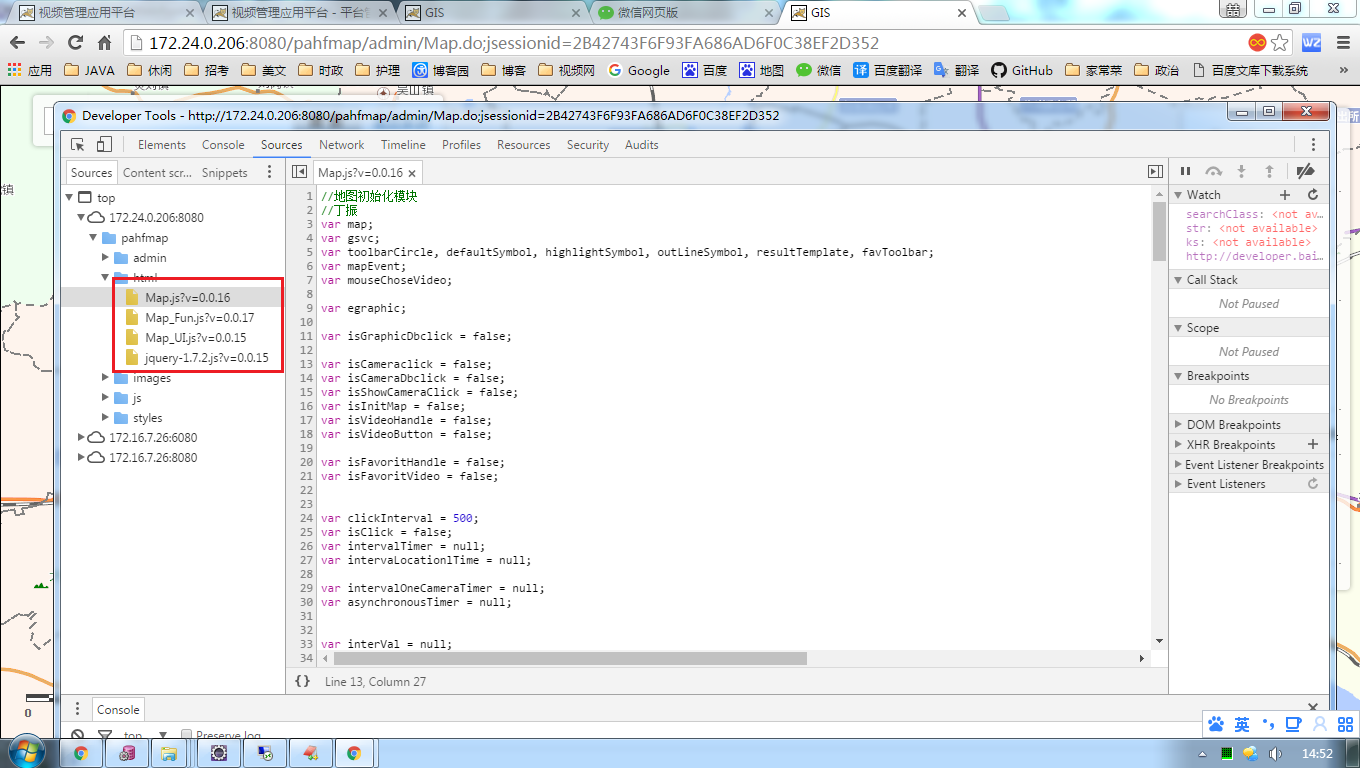 视频管理应用平台
视频管理应用平台 - 平台管
GIS
微信网页版
GIS
172.24.0.206:8080/pahfmap/admin/Map.do;jsessionid=2B42743F6F93FA686AD6F0C38EF2D352
WZ
应用 JAVA 休闲 招考 美文 时政 护理 博客园 博客 视频网 Google 百度 地图 微信 译 百度翻译 翻译 GitHub 家常菜 政治 百度文库下载系统 »
吴山镇
Developer Tools - http://172.24.0.206:8080/pahfmap/admin/Map.do;jsessionid=2B42743F6F93FA686AD6F0C38EF2D352
Elements Console Sources Network Timeline Profiles Resources Security Audits
Sources Content scr... Snippets
Map.js?v=0.0.16 ×
top
172.24.0.206:8080
pahfmap
admin
html
Map.js?v=0.0.16
Map_Fun.js?v=0.0.17
Map_UI.js?v=0.0.15
jquery-1.7.2.js?v=0.0.15
images
js
styles
172.16.7.26:6080
172.16.7.26:8080
1 //地图初始化模块
2 //丁振
3 var map;
4 var gsvc;
5 var toolbarCircle, defaultSymbol, highlightSymbol, outLineSymbol, resultTemplate, favToolbar;
6 var mapEvent;
7 var mouseChoseVideo;
8
9 var egraphic;
10
11 var isGraphicDbclick = false;
12
13 var isCameraclick = false;
14 var isCameraDbclick = false;
15 var isShowCameraClick = false;
16 var isInitMap = false;
17 var isVideoHandle = false;
18 var isVideoButton = false;
19
20 var isFavoritHandle = false;
21 var isFavoritVideo = false;
22
23
24 var clickInterval = 500;
25 var isClick = false;
26 var intervalTimer = null;
27 var intervaLocationlTime = null;
28
29 var intervalOneCameraTimer = null;
30 var asynchronousTimer = null;
31
32
33 var interVal = null;
34
{} Line 13, Column 27
Watch
searchClass: <not av…
str: <not available>
ks: <not available>
http://developer.bai…
Call Stack
Not Paused
Scope
Not Paused
Breakpoints
No Breakpoints
DOM Breakpoints
XHR Breakpoints
Event Listener Breakpoints
Event Listeners
Console
top Preserve log
镇
0
英
14:52